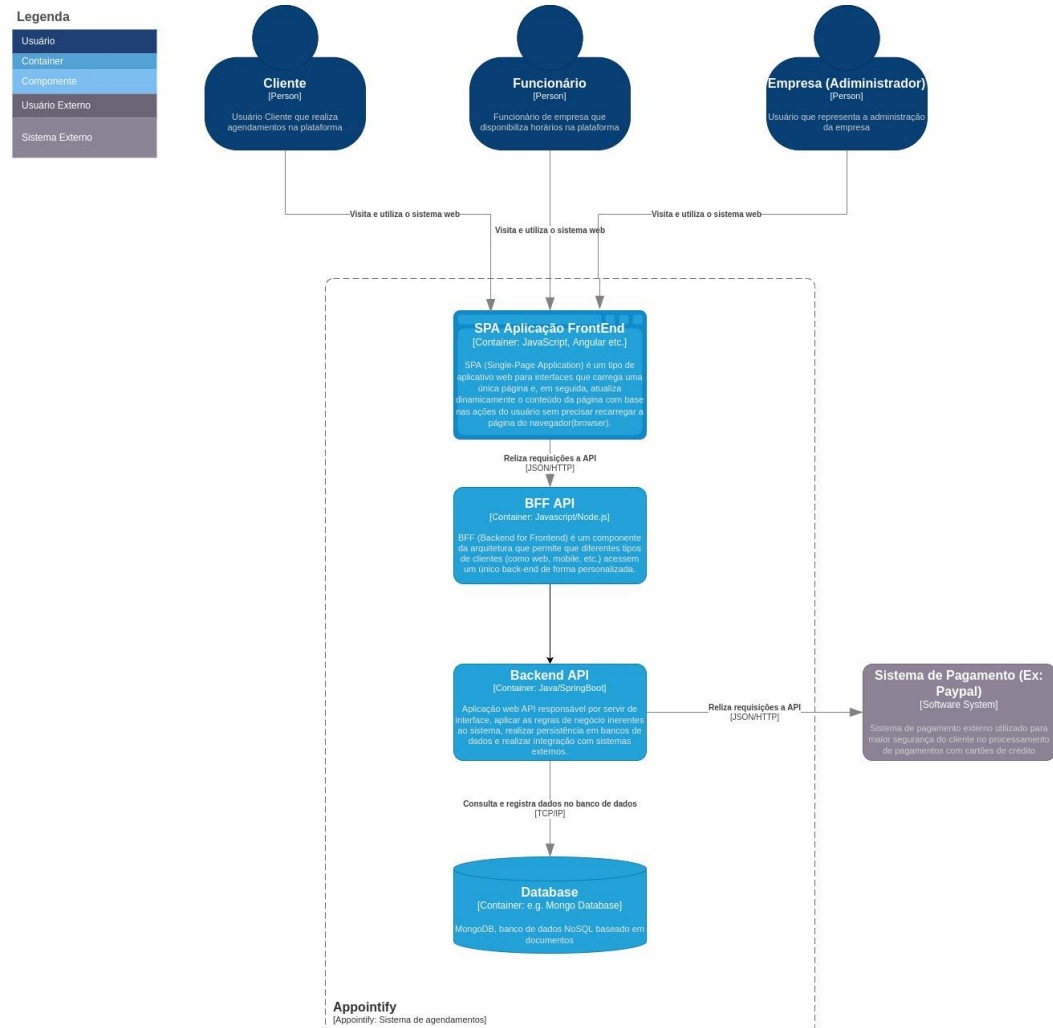 Legenda
Usuário
Container
Componente
Usuário Externo
Sistema Externo
Cliente
[Person]
Usuário Cliente que realiza
agendamentos na plataforma
Funcionário
[Person]
Funcionário de empresa que
disponibiliza horários na plataforma
Empresa (Adiministrador)
[Person]
Usuário que representa a administração
da empresa
Visita e utiliza o sistema web
Visita e utiliza o sistema web
Visita e utiliza o sistema web
SPA Aplicação FrontEnd
[Container: JavaScript, Angular etc.]
SPA (Single-Page Application) é um tipo de
aplicativo web para interfaces que carrega uma
única página e, em seguida, atualiza
dinamicamente o conteúdo da página com base
nas ações do usuário sem precisar recarregar a
página do navegador(browser).
Reliza requisições a API
[JSON/HTTP]
BFF API
[Container: Javascript/Node.js]
BFF (Backend for Frontend) é um componente
da arquitetura que permite que diferentes tipos
de clientes (como web, mobile, etc.) acessem
um único back-end de forma personalizada.
Backend API
[Container: Java/SpringBoot]
Aplicação web API responsável por servir de
interface, aplicar as regras de negócio inerentes
ao sistema, realizar persistência em bancos de
dados e realizar integração com sistemas
externos.
Reliza requisições a API
[JSON/HTTP]
Sistema de Pagamento (Ex:
Paypal)
[Software System]
Sistema de pagamento externo utilizado para
maior segurança do cliente no processamento
de pagamentos com cartões de crédito
Consulta e registra dados no banco de dados
[TCP/IP]
Database
[Container: e.g. Mongo Database]
MongoDB, banco de dados NoSQL baseado em
documentos
Appointify
[Appointify: Sistema de agendamentos]